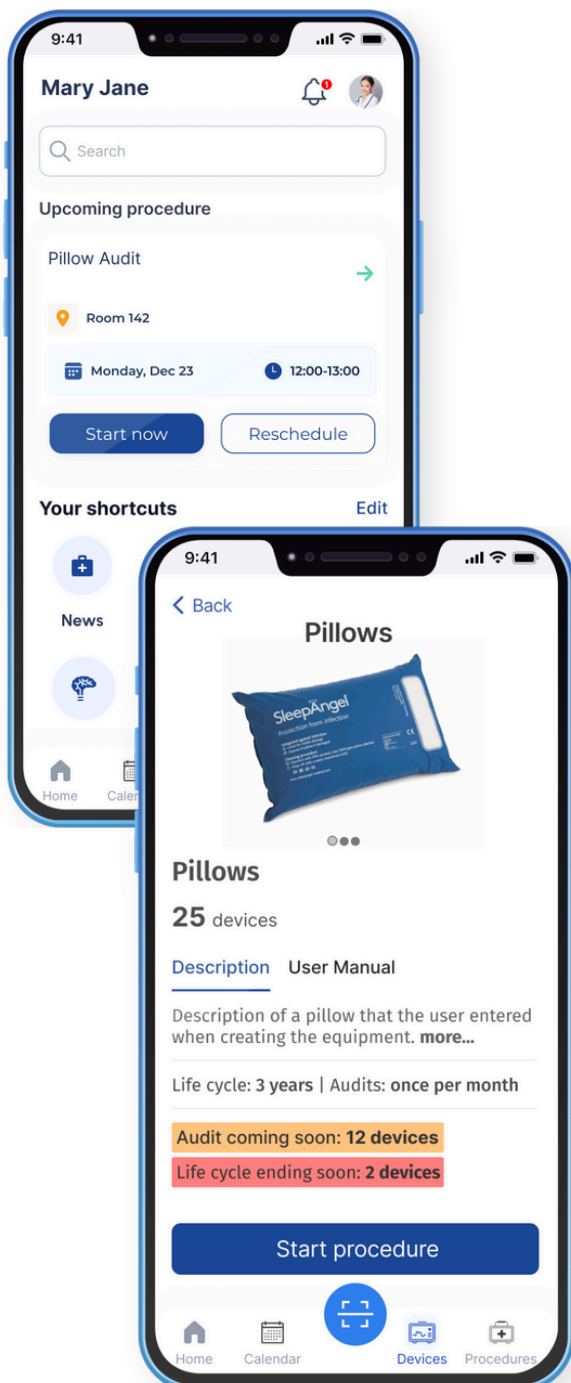 9:41
Mary Jane
1
Search
Upcoming procedure
Pillow Audit
Room 142
Monday, Dec 23
12:00-13:00
Start now
Reschedule
Your shortcuts
Edit
News
Home
9:41
Back
Pillows
SleepAngel
Protection from infection
Pillows
25 devices
Description
User Manual
Description of a pillow that the user entered
when creating the equipment. more...
Life cycle: 3 years | Audits: once per month
Audit coming soon: 12 devices
Life cycle ending soon: 2 devices
Start procedure
Home
Calendar
Devices
Procedures